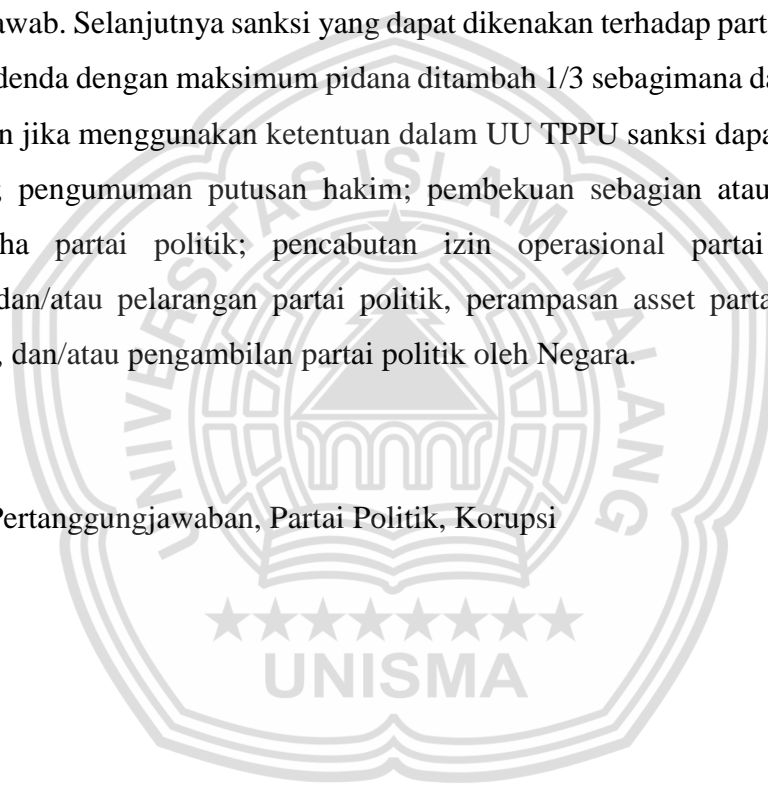 awab. Selanjutnya sanksi yang dapat dikenakan terhadap part
denda dengan maksimum pidana ditambah 1/3 sebagimana da
n jika menggunakan ketentuan dalam UU TPPU sanksi dapa
; pengumuman putusan hakim; pembekuan sebagian atau
ha partai politik; pencabutan izin operasional partai
dan/atau pelarangan partai politik, perampasan asset parta
, dan/atau pengambilan partai politik oleh Negara.
Pertanggungjawaban, Partai Politik, Korupsi
UNIVERSITAS ISLAM MALANG
UNISMA